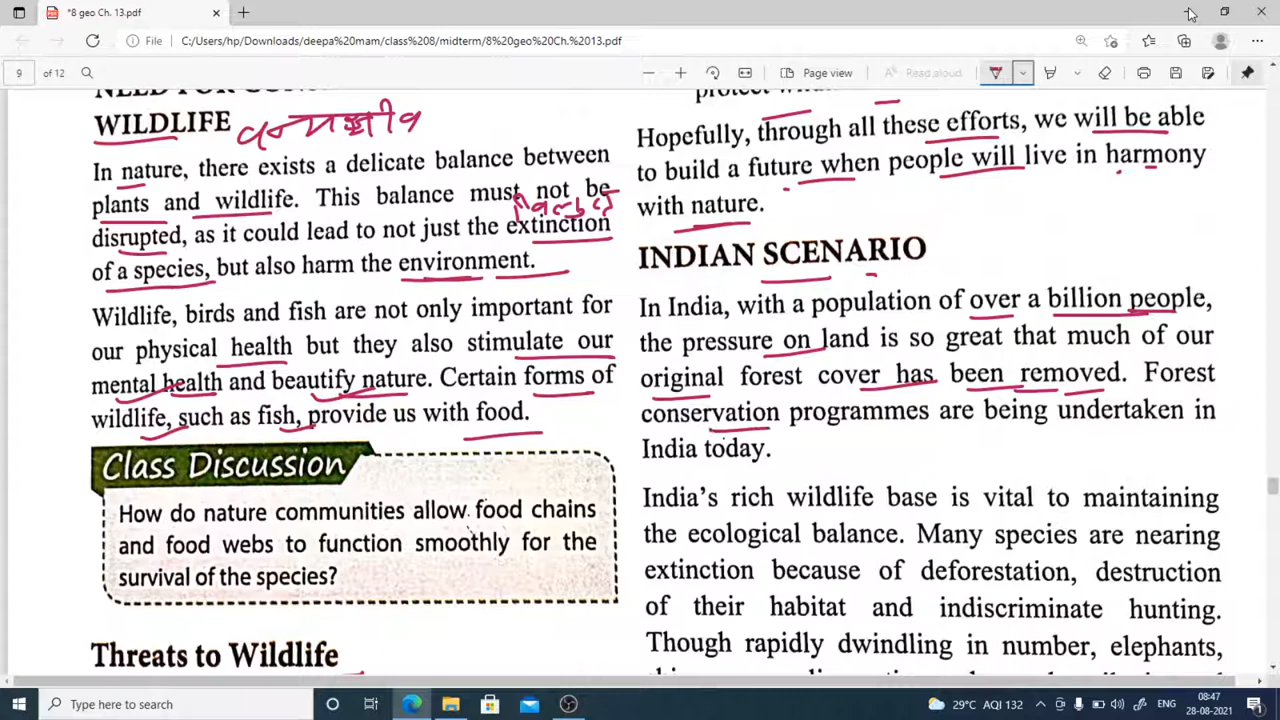 *8 geo Ch. 13.pdf
File C:/Users/hp/Downloads/deepa%20mam/class%208/midterm/8%20geo%20Ch.%2013.pdf
9 of 12 Page view Read aloud
WILDLIFE वन्यजीव
In nature, there exists a delicate balance between
plants and wildlife. This balance must not be
disrupted, as it could lead to not just the extinction
of a species, but also harm the environment.
Wildlife, birds and fish are not only important for
our physical health but they also stimulate our
mental health and beautify nature. Certain forms of
wildlife, such as fish, provide us with food.
Class Discussion
How do nature communities allow food chains
and food webs to function smoothly for the
survival of the species?
Threats to Wildlife
Hopefully, through all these efforts, we will be able
to build a future when people will live in harmony
with nature.
INDIAN SCENARIO
In India, with a population of over a billion people,
the pressure on land is so great that much of our
original forest cover has been removed. Forest
conservation programmes are being undertaken in
India today.
India's rich wildlife base is vital to maintaining
the ecological balance. Many species are nearing
extinction because of deforestation, destruction
of their habitat and indiscriminate hunting.
Though rapidly dwindling in number, elephants,
Type here to search
29°C AQI 132 ENG 08:47
28-08-2021